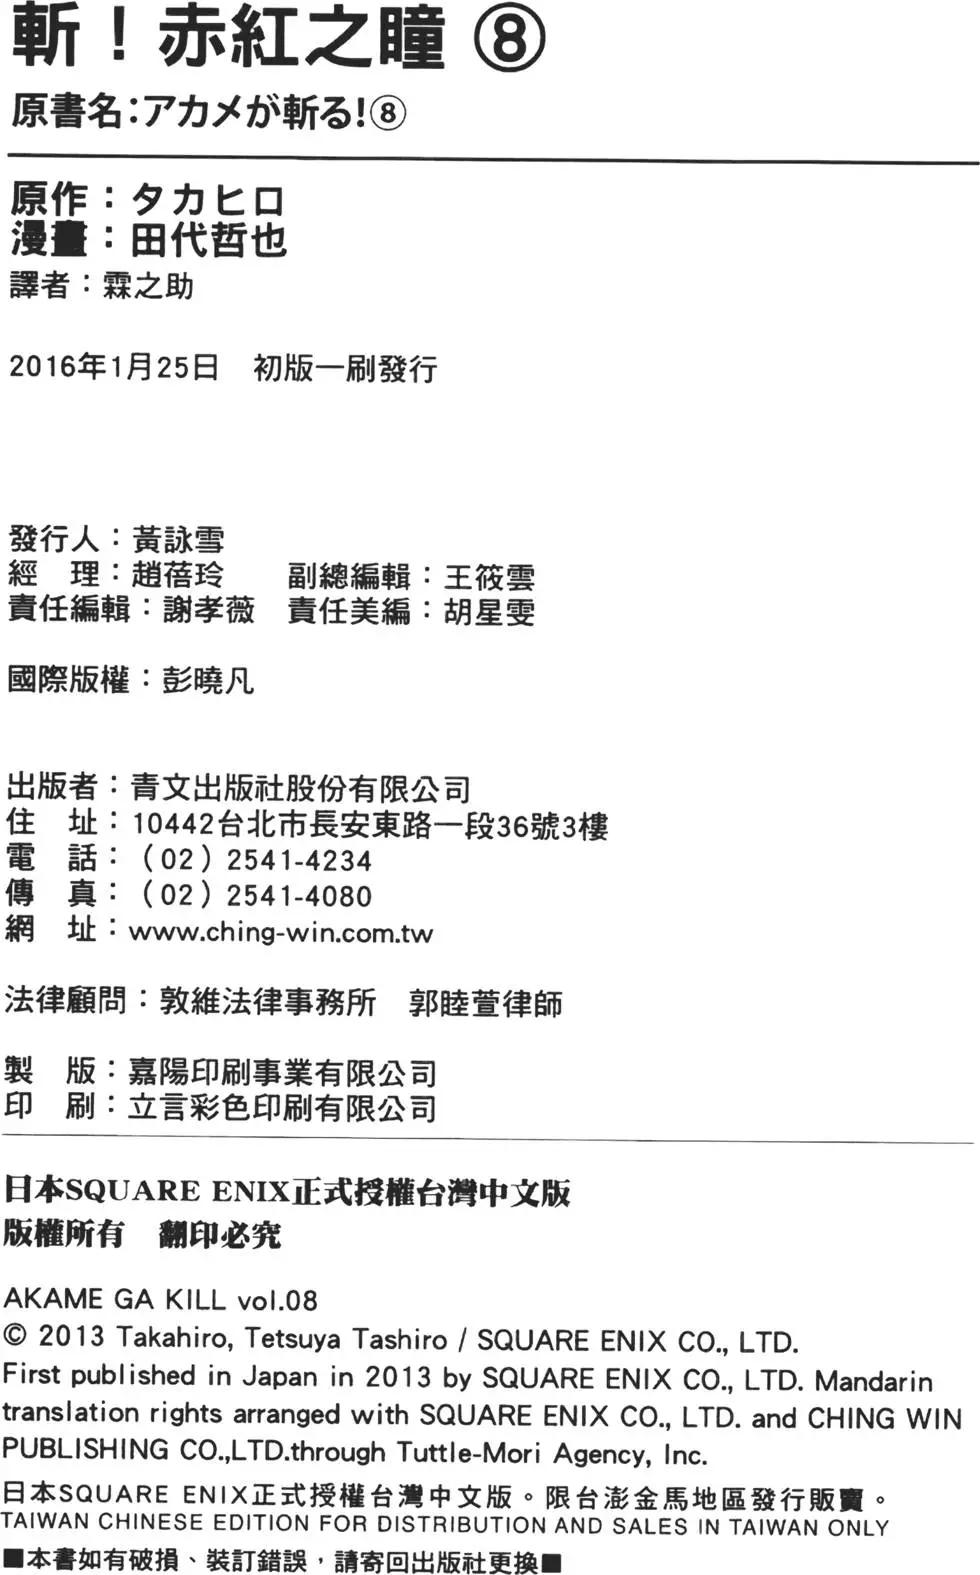 斬！赤紅之瞳 ⑧
原書名：アカメが斬る!⑧
原作：タカヒロ
漫畫：田代哲也
譯者：霖之助
2016年1月25日　初版一刷發行
發行人：黃詠雪
經　理：趙蓓玲　　副總編輯：王筱雲
責任編輯：謝孝薇　責任美編：胡星雯
國際版權：彭曉凡
出版者：青文出版社股份有限公司
住　址：10442台北市長安東路一段36號3樓
電　話：（02）2541-4234
傳　真：（02）2541-4080
網　址：www.ching-win.com.tw
法律顧問：敦維法律事務所　郭睦萱律師
製　版：嘉陽印刷事業有限公司
印　刷：立言彩色印刷有限公司
日本SQUARE ENIX正式授權台灣中文版
版權所有　翻印必究
AKAME GA KILL vol.08
© 2013 Takahiro, Tetsuya Tashiro / SQUARE ENIX CO., LTD.
First published in Japan in 2013 by SQUARE ENIX CO., LTD. Mandarin
translation rights arranged with SQUARE ENIX CO., LTD. and CHING WIN
PUBLISHING CO.,LTD.through Tuttle-Mori Agency, Inc.
日本SQUARE ENIX正式授權台灣中文版。限台澎金馬地區發行販賣。
TAIWAN CHINESE EDITION FOR DISTRIBUTION AND SALES IN TAIWAN ONLY
■本書如有破損、裝訂錯誤，請寄回出版社更換■